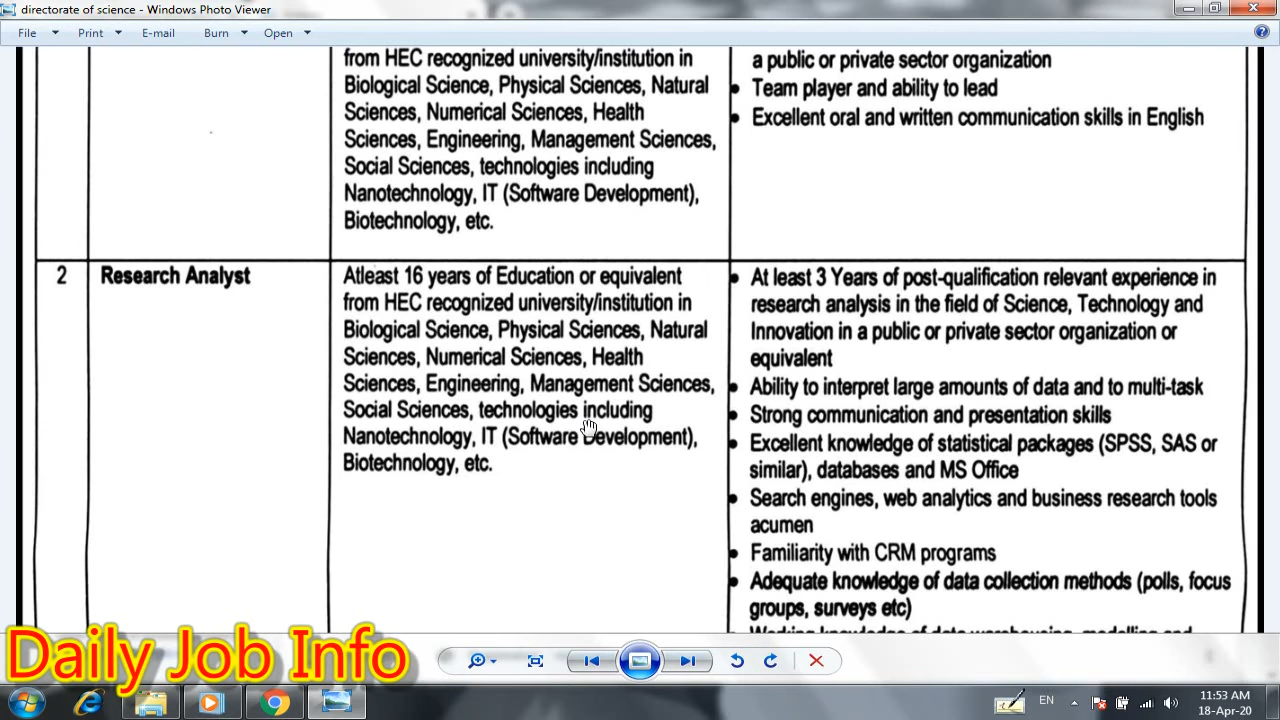 directorate of science - Windows Photo Viewer
File Print E-mail Burn Open
from HEC recognized university/institution in
Biological Science, Physical Sciences, Natural
Sciences, Numerical Sciences, Health
Sciences, Engineering, Management Sciences,
Social Sciences, technologies including
Nanotechnology, IT (Software Development),
Biotechnology, etc.
a public or private sector organization
Team player and ability to lead
Excellent oral and written communication skills in English
2
Research Analyst
Atleast 16 years of Education or equivalent
from HEC recognized university/institution in
Biological Science, Physical Sciences, Natural
Sciences, Numerical Sciences, Health
Sciences, Engineering, Management Sciences,
Social Sciences, technologies including
Nanotechnology, IT (Software Development),
Biotechnology, etc.
At least 3 Years of post-qualification relevant experience in
research analysis in the field of Science, Technology and
Innovation in a public or private sector organization or
equivalent
Ability to interpret large amounts of data and to multi-task
Strong communication and presentation skills
Excellent knowledge of statistical packages (SPSS, SAS or
similar), databases and MS Office
Search engines, web analytics and business research tools
acumen
Familiarity with CRM programs
Adequate knowledge of data collection methods (polls, focus
groups, surveys etc)
Working knowledge of data warehousing, modelling and
Daily Job Info
EN
11:53 AM
18-Apr-20